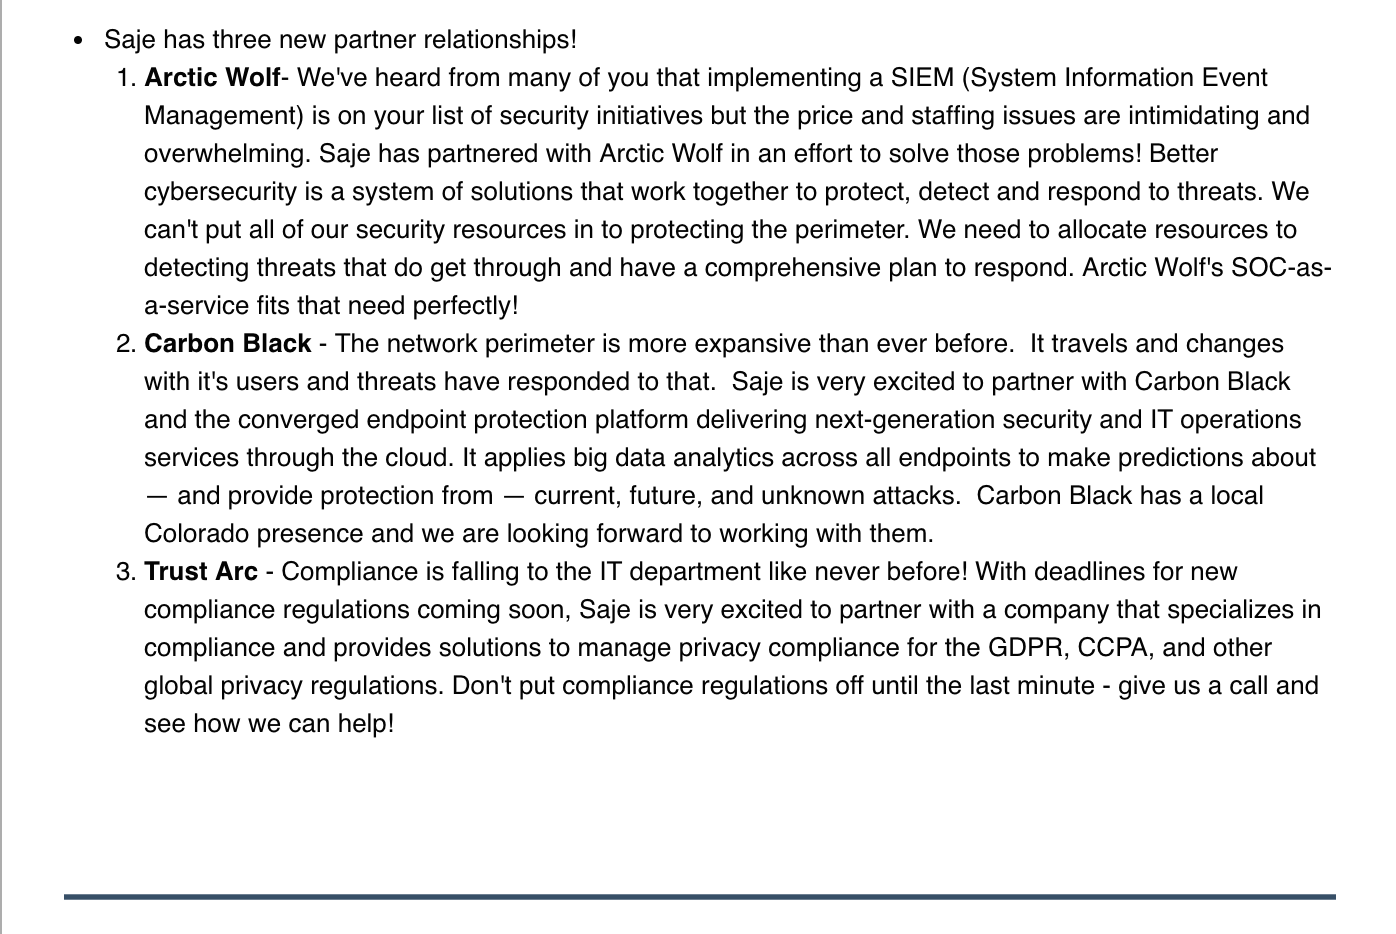 • Saje has three new partner relationships!
1. Arctic Wolf- We've heard from many of you that implementing a SIEM (System Information Event
Management) is on your list of security initiatives but the price and staffing issues are intimidating and
overwhelming. Saje has partnered with Arctic Wolf in an effort to solve those problems! Better
cybersecurity is a system of solutions that work together to protect, detect and respond to threats. We
can't put all of our security resources in to protecting the perimeter. We need to allocate resources to
detecting threats that do get through and have a comprehensive plan to respond. Arctic Wolf's SOC-as-
a-service fits that need perfectly!
2. Carbon Black - The network perimeter is more expansive than ever before.  It travels and changes
with it's users and threats have responded to that.  Saje is very excited to partner with Carbon Black
and the converged endpoint protection platform delivering next-generation security and IT operations
services through the cloud. It applies big data analytics across all endpoints to make predictions about
— and provide protection from — current, future, and unknown attacks.  Carbon Black has a local
Colorado presence and we are looking forward to working with them.
3. Trust Arc - Compliance is falling to the IT department like never before! With deadlines for new
compliance regulations coming soon, Saje is very excited to partner with a company that specializes in
compliance and provides solutions to manage privacy compliance for the GDPR, CCPA, and other
global privacy regulations. Don't put compliance regulations off until the last minute - give us a call and
see how we can help!